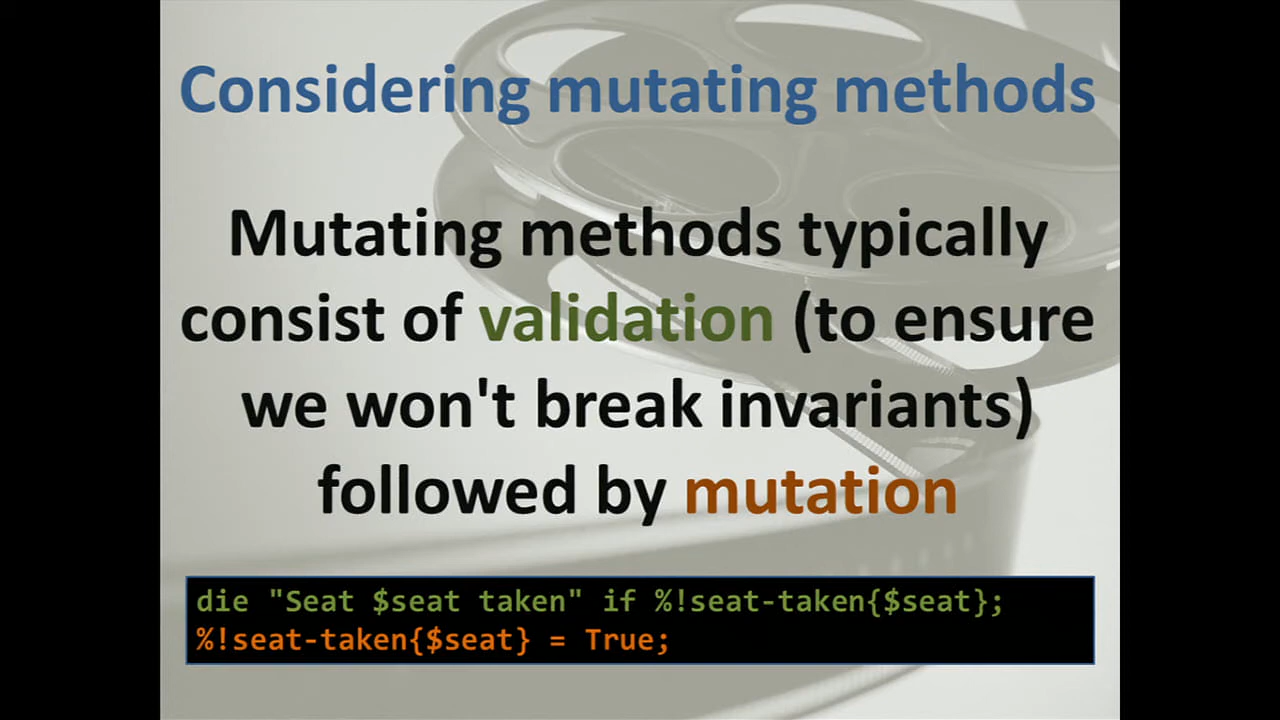 Considering mutating methods
Mutating methods typically
consist of validation (to ensure
we won't break invariants)
followed by mutation
die "Seat $seat taken" if %!seat-taken{$seat};
%!seat-taken{$seat} = True;